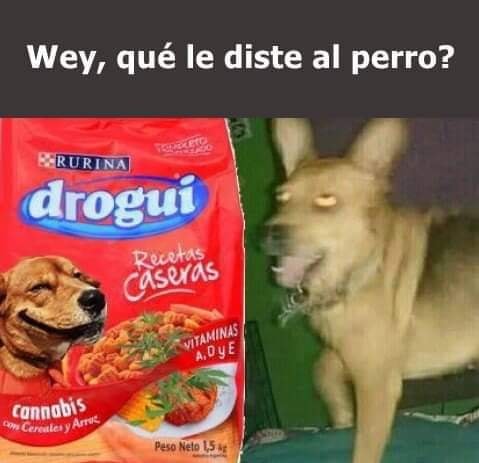 Wey, qué le diste al perro?
RURINA
drogui
Recetas
caseras
VITAMINAS
A, D y E
cannabis
con Cereales y Arroz
Peso Neto 1,5 kg